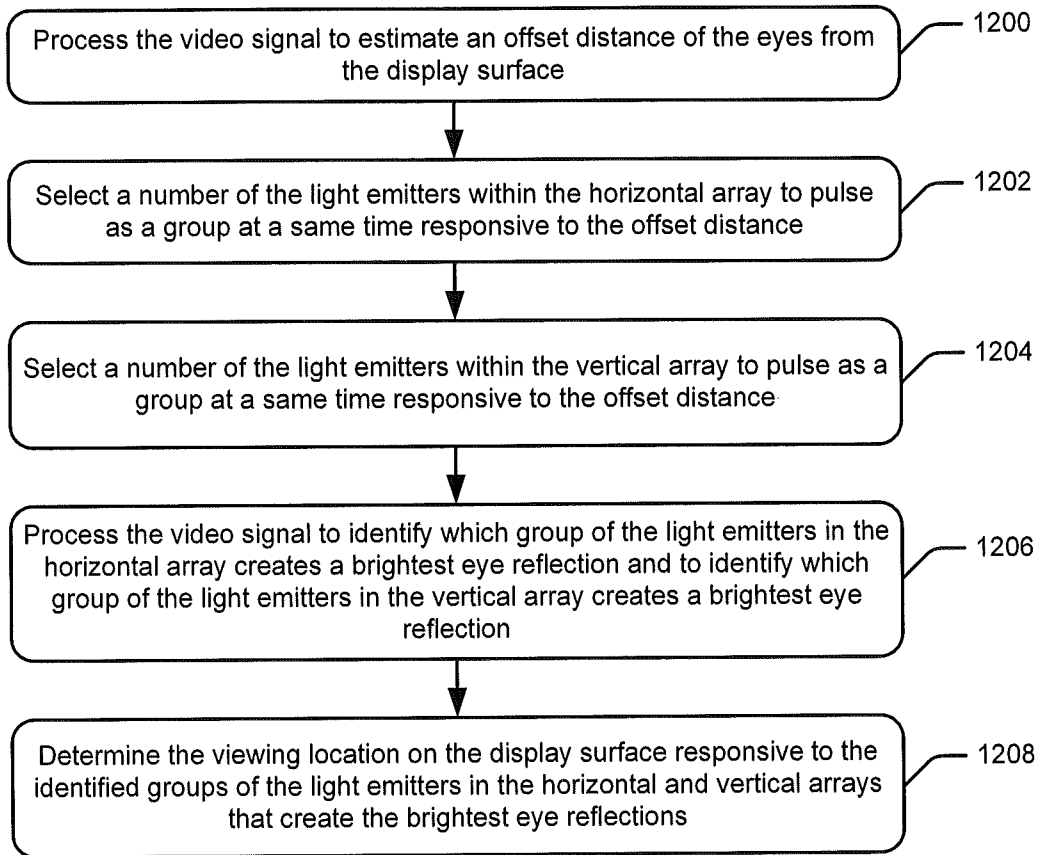 Process the video signal to estimate an offset distance of the eyes from
the display surface
1200
Select a number of the light emitters within the horizontal array to pulse
as a group at a same time responsive to the offset distance
1202
Select a number of the light emitters within the vertical array to pulse as a
group at a same time responsive to the offset distance
1204
Process the video signal to identify which group of the light emitters in the
horizontal array creates a brightest eye reflection and to identify which
group of the light emitters in the vertical array creates a brightest eye
reflection
1206
Determine the viewing location on the display surface responsive to the
identified groups of the light emitters in the horizontal and vertical arrays
that create the brightest eye reflections
1208